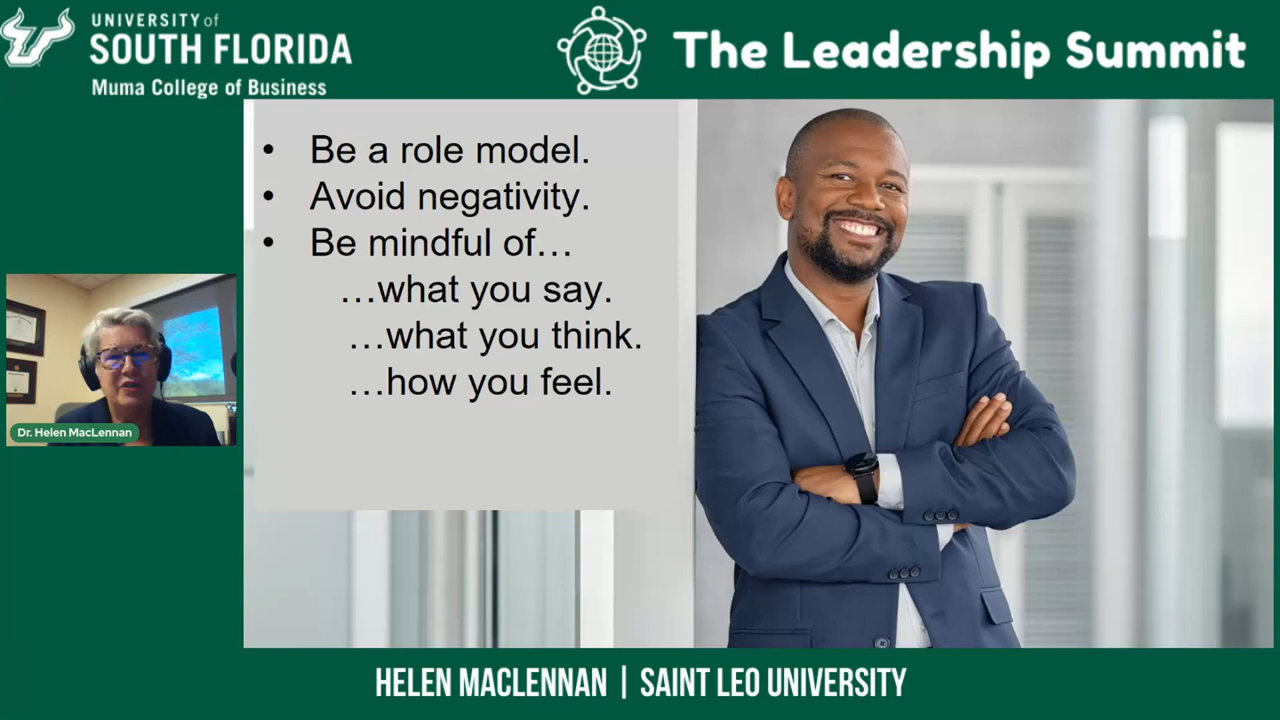 UNIVERSITY of
SOUTH FLORIDA
Muma College of Business
The Leadership Summit
• Be a role model.
• Avoid negativity.
• Be mindful of…
…what you say.
…what you think.
…how you feel.
Dr. Helen MacLennan
HELEN MACLENNAN | SAINT LEO UNIVERSITY